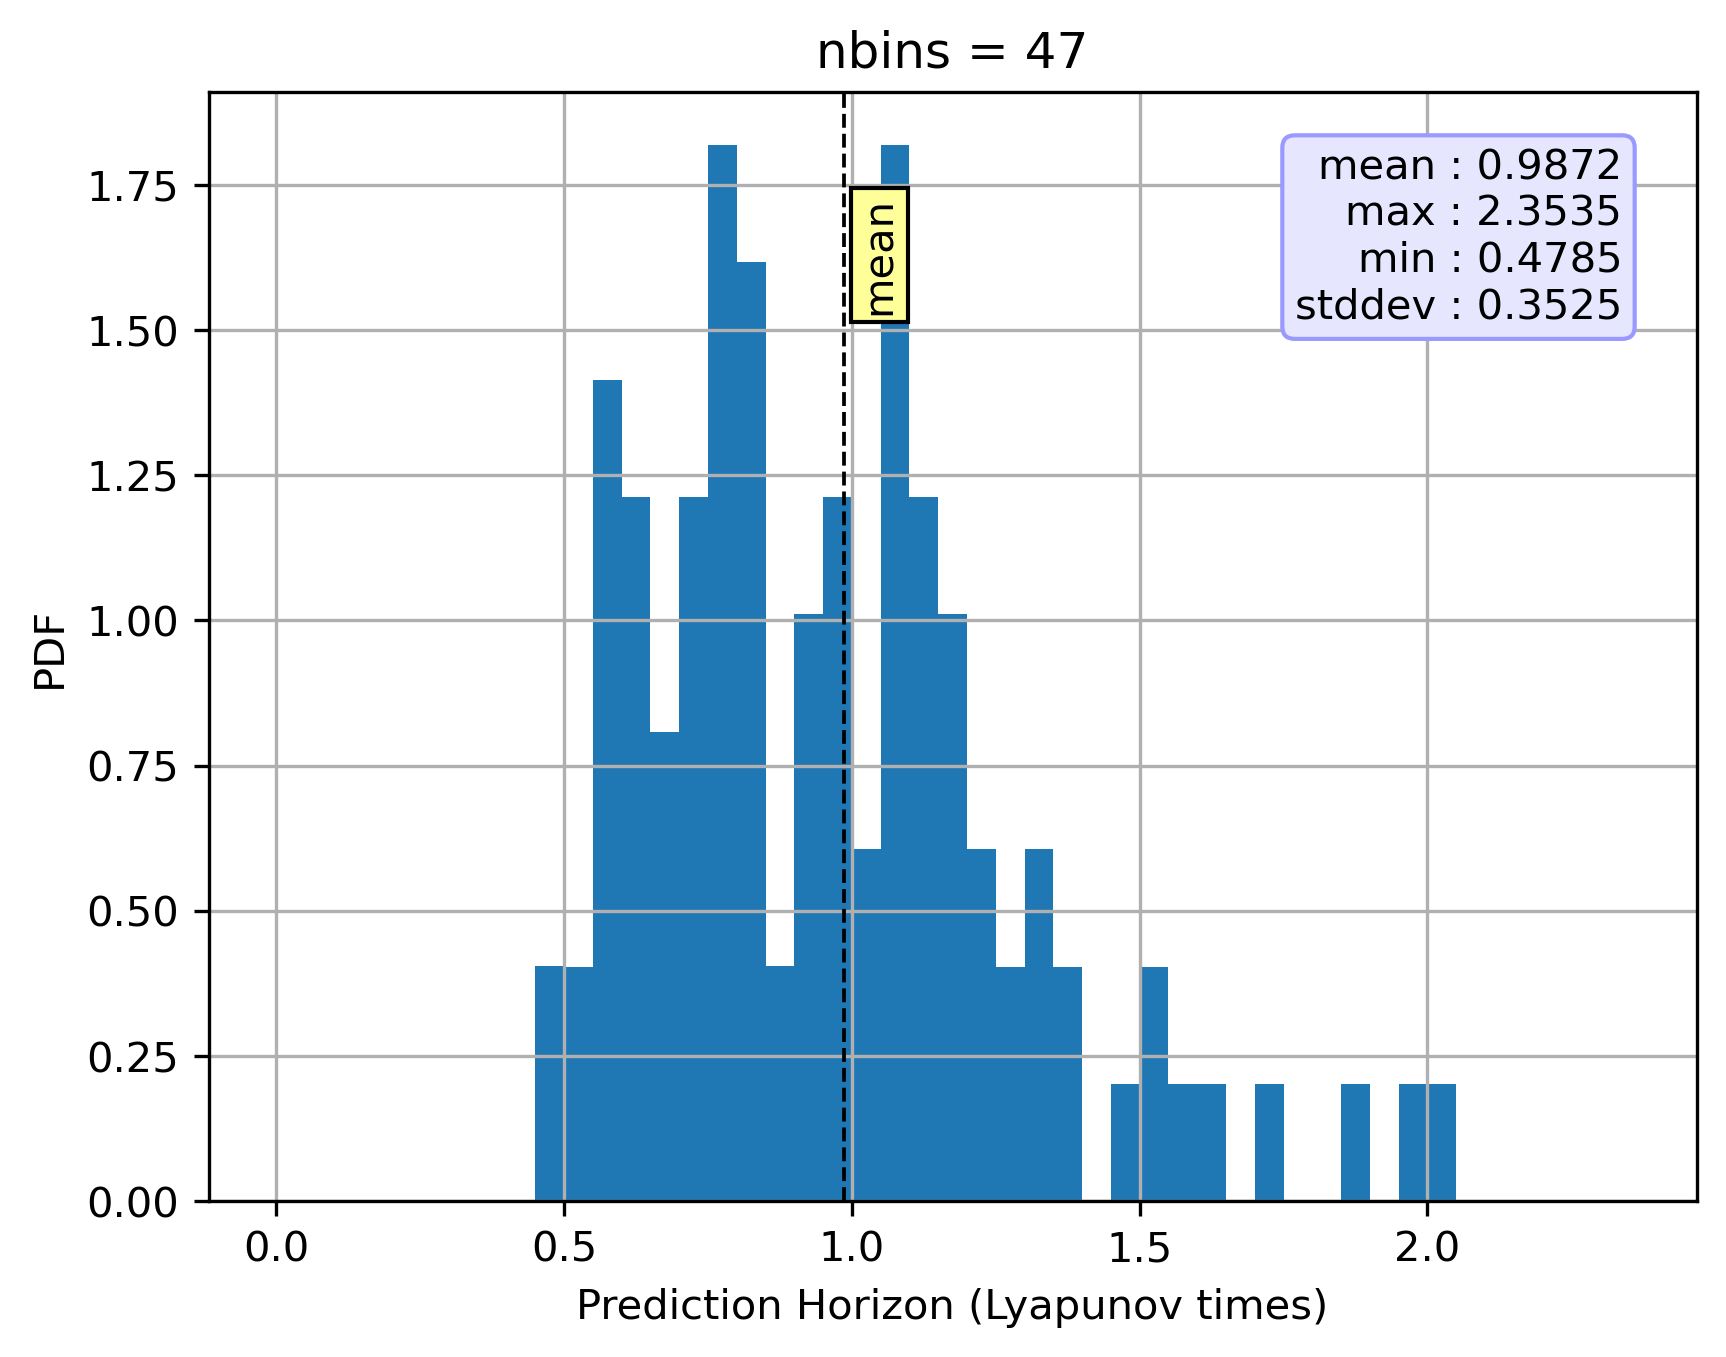 nbins = 47
mean : 0.9872
max : 2.3535
min : 0.4785
stddev : 0.3525
mean
PDF
1.75
1.50
1.25
1.00
0.75
0.50
0.25
0.00
0.0 0.5 1.0 1.5 2.0
Prediction Horizon (Lyapunov times)